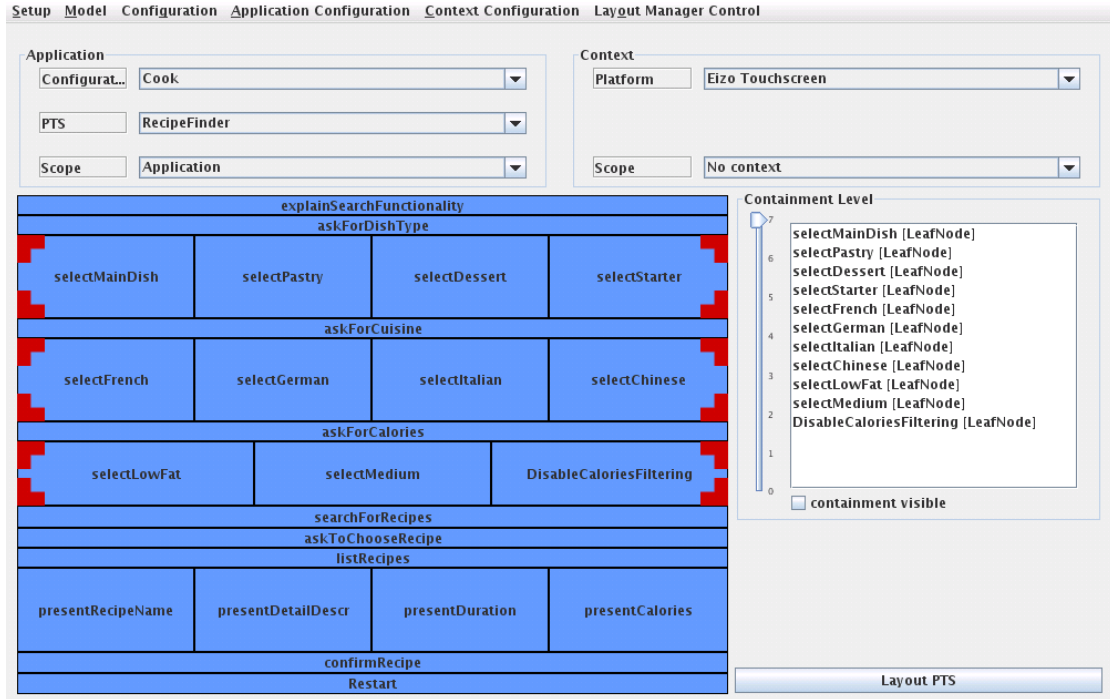 Setup Model Configuration Application Configuration Context Configuration Layout Manager Control
Application
Configurat... Cook
PTS RecipeFinder
Scope Application
Context
Platform Eizo Touchscreen
Scope No context
explainSearchFunctionality
askForDishType
selectMainDish selectPastry selectDessert selectStarter
askForCuisine
selectFrench selectGerman selectItalian selectChinese
askForCalories
selectLowFat selectMedium DisableCaloriesFiltering
searchForRecipes
askToChooseRecipe
listRecipes
presentRecipeName presentDetailDescr presentDuration presentCalories
confirmRecipe
Restart
Containment Level
7
6
5
4
3
2
1
0
selectMainDish [LeafNode]
selectPastry [LeafNode]
selectDessert [LeafNode]
selectStarter [LeafNode]
selectFrench [LeafNode]
selectGerman [LeafNode]
selectItalian [LeafNode]
selectChinese [LeafNode]
selectLowFat [LeafNode]
selectMedium [LeafNode]
DisableCaloriesFiltering [LeafNode]
containment visible
Layout PTS